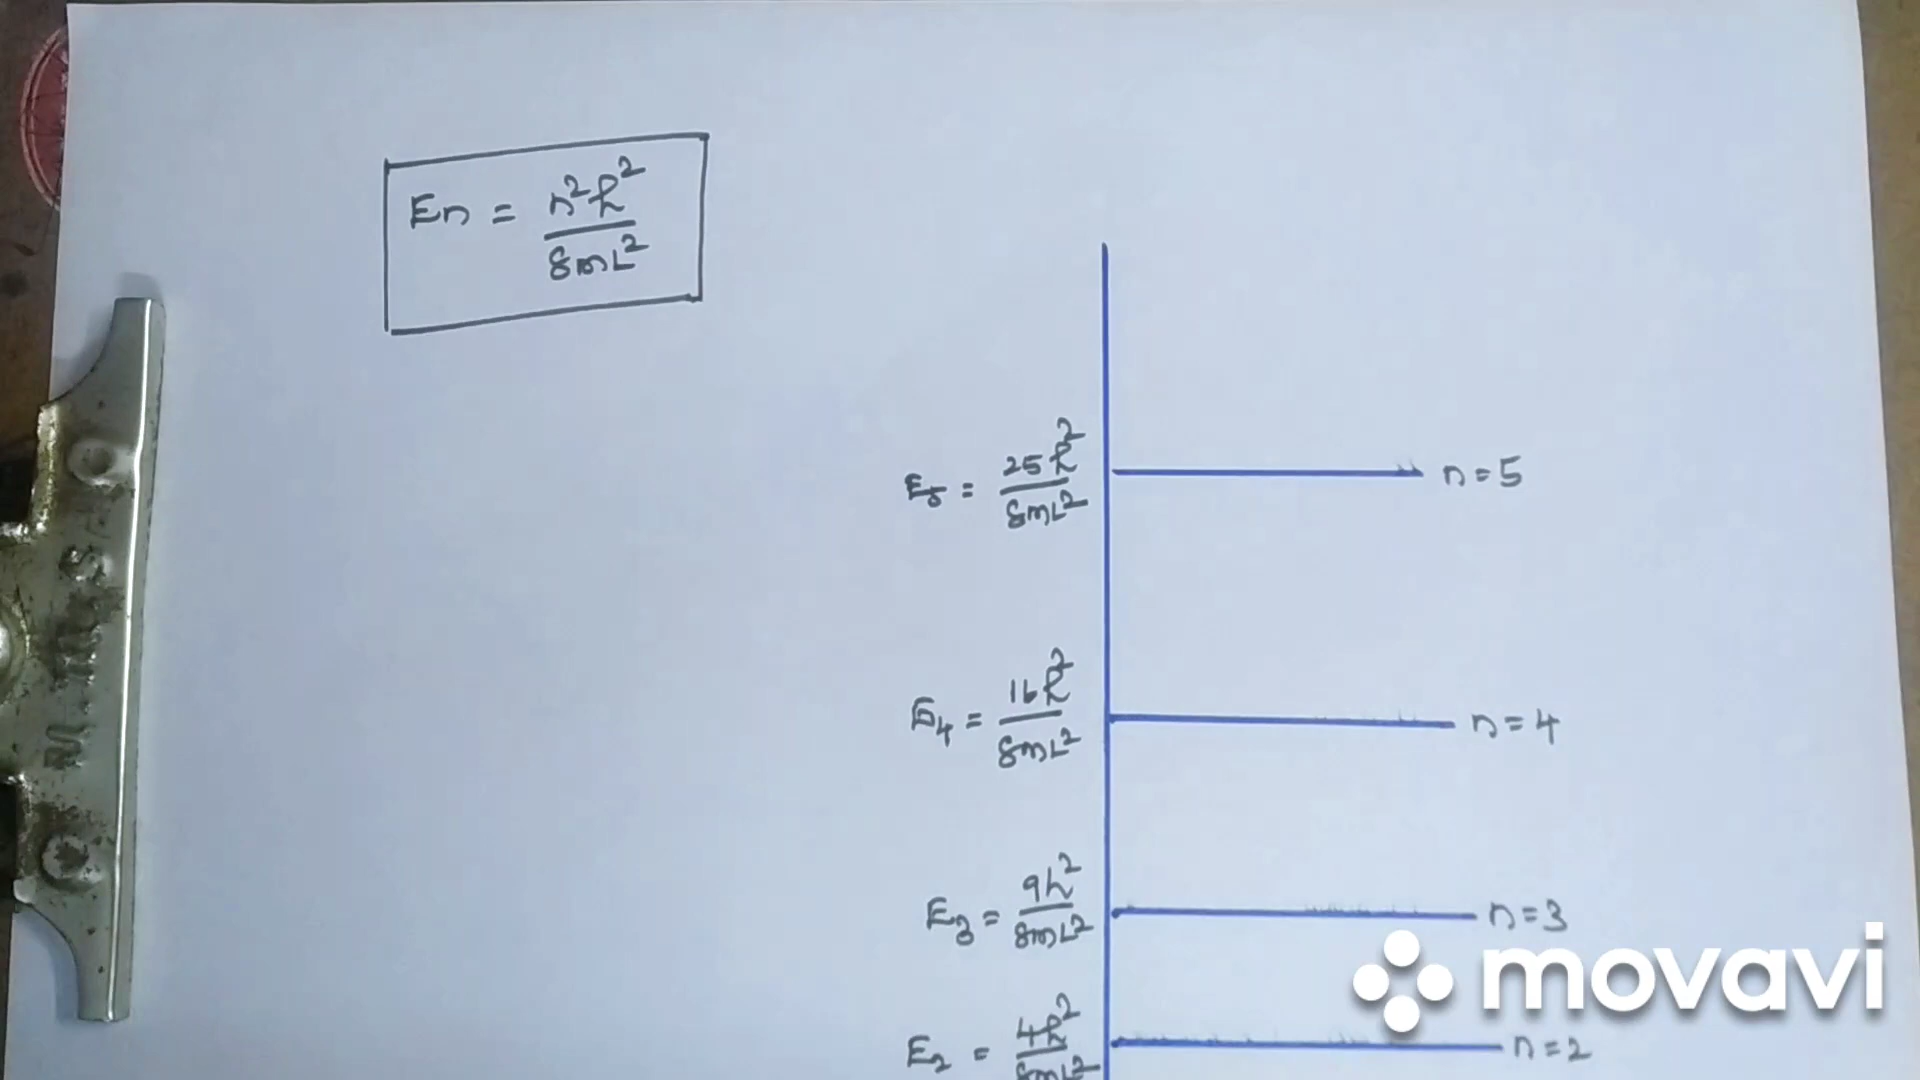 En = n²h²/8mL²
E5 = 25h²/8mL² n=5
E4 = 16h²/8mL² n=4
E3 = 9h²/8mL² n=3
movavi
E2 = 4h²/8mL² n=2